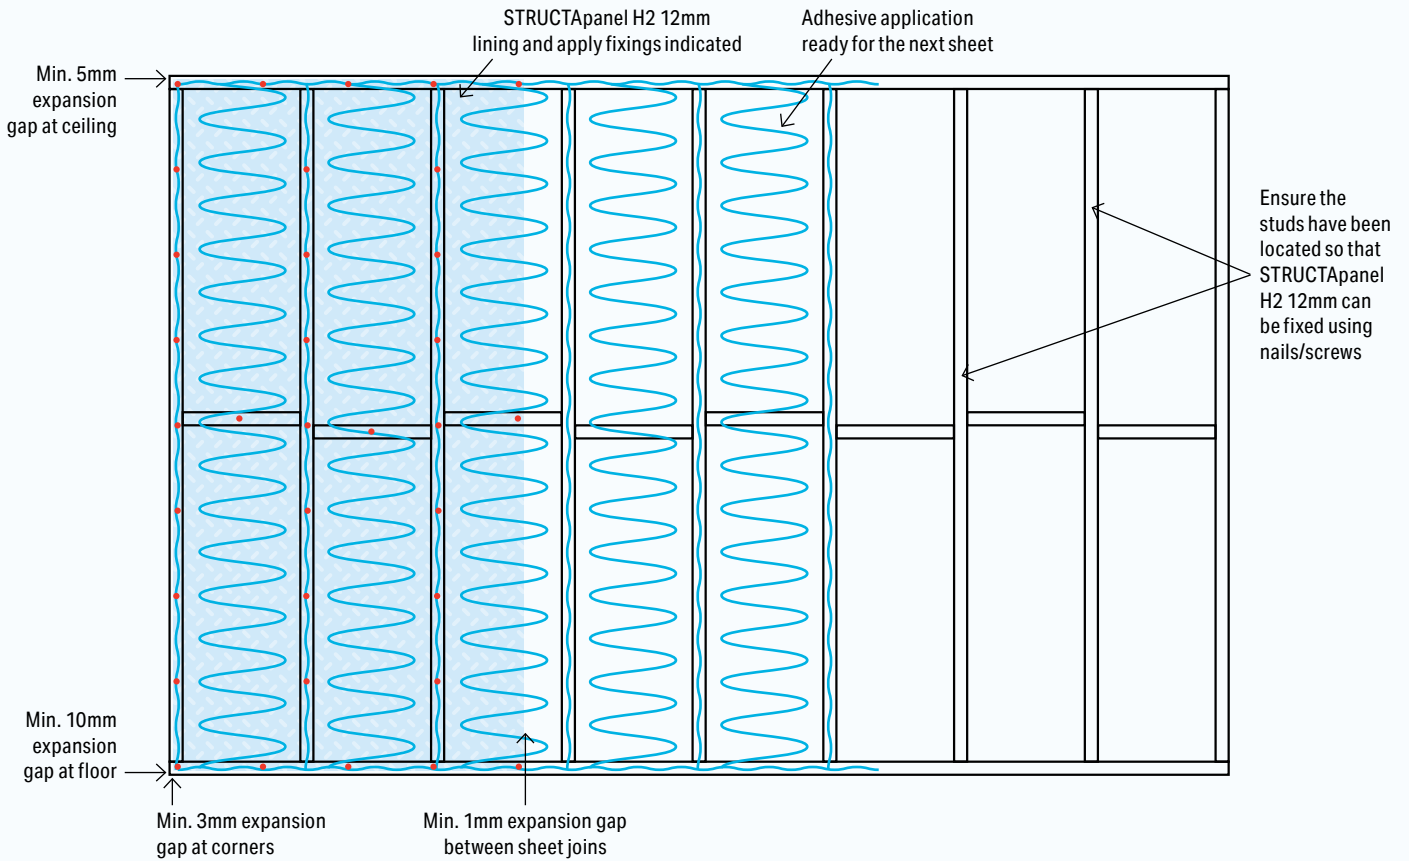 STRUCTApanel H2 12mm
lining and apply fixings indicated
Adhesive application
ready for the next sheet
Min. 5mm
expansion
gap at ceiling
Ensure the
studs have been
located so that
STRUCTApanel
H2 12mm can
be fixed using
nails/screws
Min. 10mm
expansion
gap at floor
Min. 3mm expansion
gap at corners
Min. 1mm expansion gap
between sheet joins